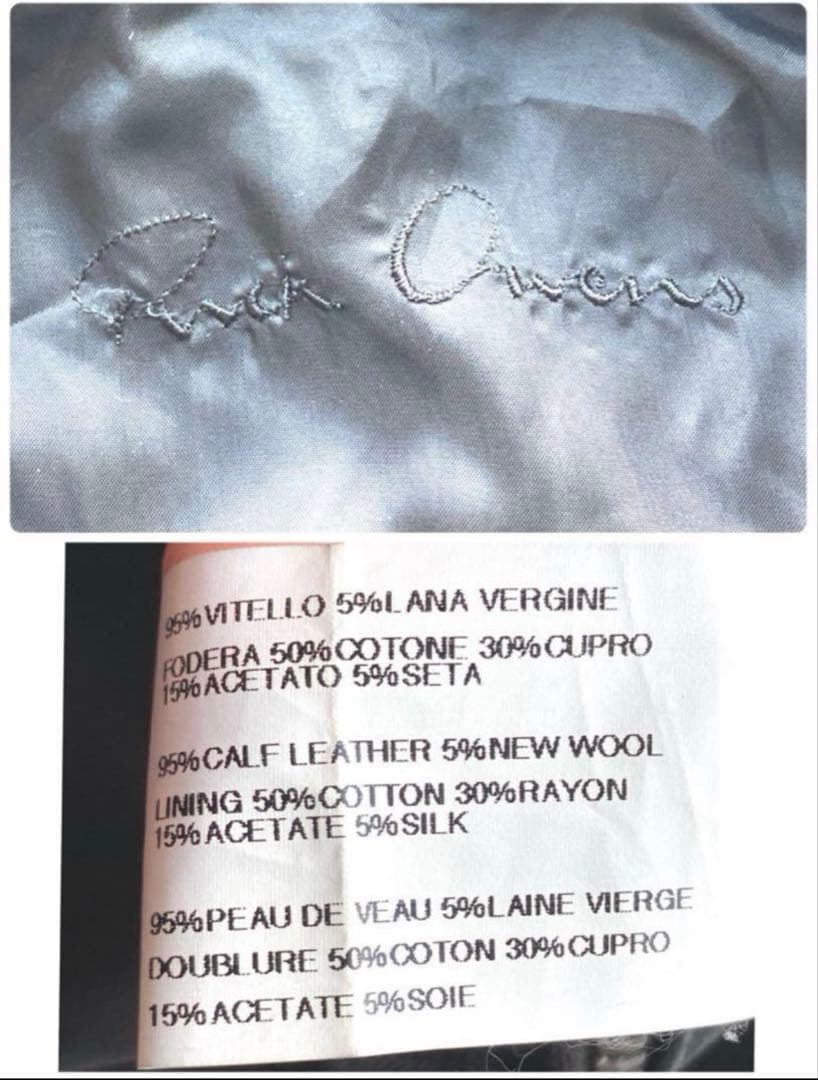 Rick Owens
95% VITELLO 5% LANA VERGINE
FODERA 50% COTONE 30% CUPRO
15% ACETATO 5% SETA
95% CALF LEATHER 5% NEW WOOL
LINING 50% COTTON 30% RAYON
15% ACETATE 5% SILK
95% PEAU DE VEAU 5% LAINE VIERGE
DOUBLURE 50% COTON 30% CUPRO
15% ACETATE 5% SOIE